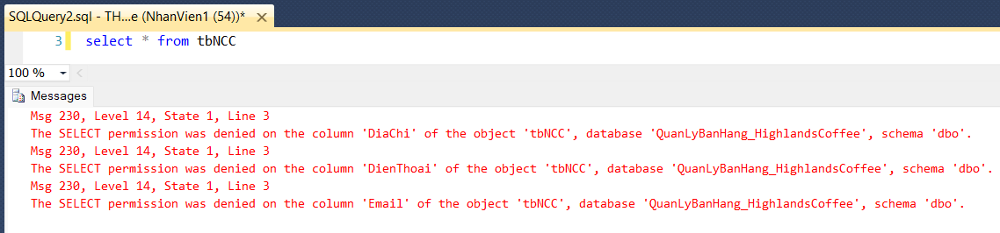 SQLQuery2.sql - TH...e (NhanVien1 (54))*
3 select * from tbNCC
100 %
Messages
Msg 230, Level 14, State 1, Line 3
The SELECT permission was denied on the column 'DiaChi' of the object 'tbNCC', database 'QuanLyBanHang_HighlandsCoffee', schema 'dbo'.
Msg 230, Level 14, State 1, Line 3
The SELECT permission was denied on the column 'DienThoai' of the object 'tbNCC', database 'QuanLyBanHang_HighlandsCoffee', schema 'dbo'.
Msg 230, Level 14, State 1, Line 3
The SELECT permission was denied on the column 'Email' of the object 'tbNCC', database 'QuanLyBanHang_HighlandsCoffee', schema 'dbo'.